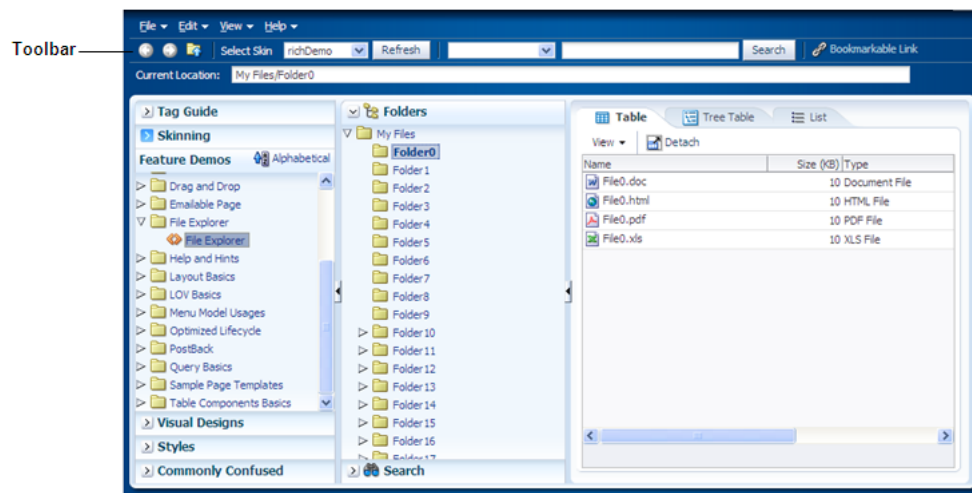 File Edit View Help
Toolbar
Select Skin richDemo Refresh Search Bookmarkable Link
Current Location: My Files/Folder0
Tag Guide
Skinning
Feature Demos Alphabetical
Drag and Drop
Emailable Page
File Explorer
File Explorer
Help and Hints
Layout Basics
LOV Basics
Menu Model Usages
Optimized Lifecycle
PostBack
Query Basics
Sample Page Templates
Table Components Basics
Visual Designs
Styles
Commonly Confused
Folders
My Files
Folder0
Folder1
Folder2
Folder3
Folder4
Folder5
Folder6
Folder7
Folder8
Folder9
Folder10
Folder11
Folder12
Folder13
Folder14
Folder15
Folder16
Folder17
Search
Table Tree Table List
View Detach
Name Size (KB) Type
File0.doc 10 Document File
File0.html 10 HTML File
File0.pdf 10 PDF File
File0.xls 10 XLS File